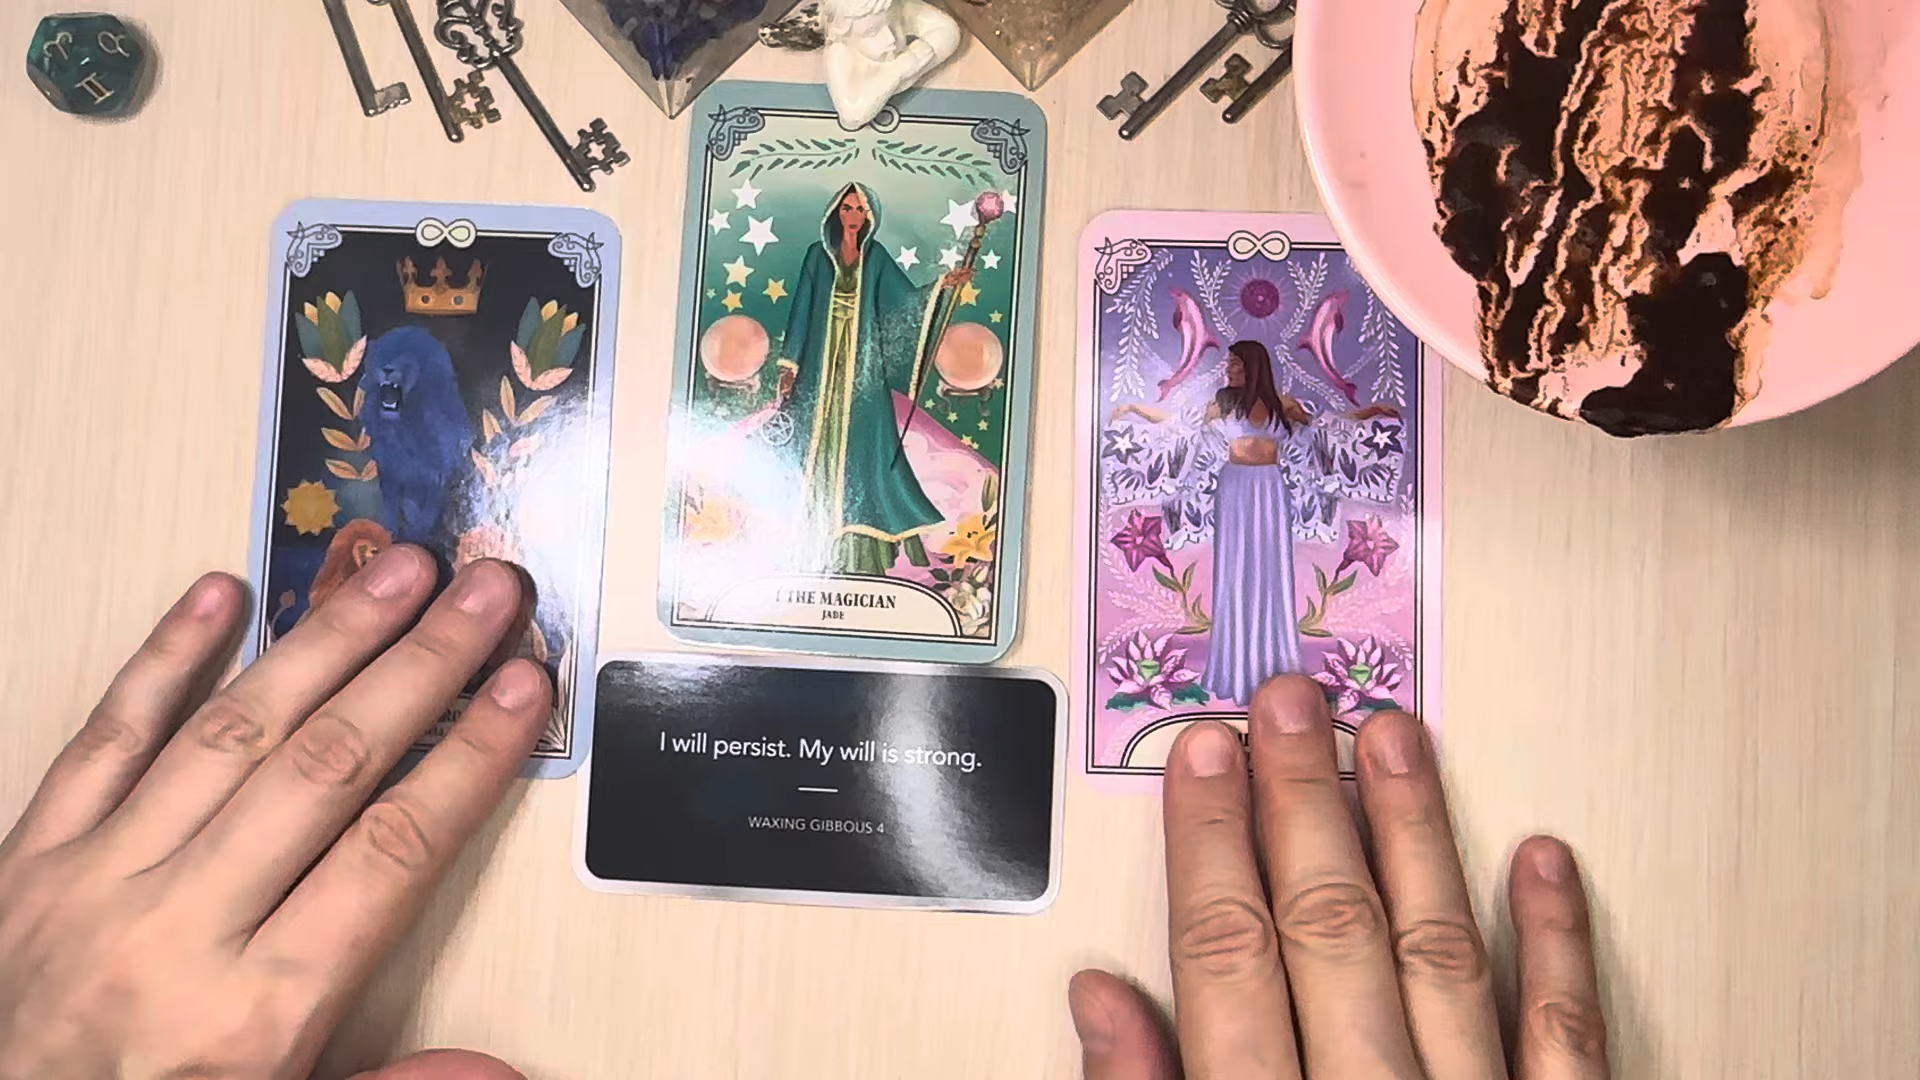 I THE MAGICIAN
JADE
I will persist. My will is strong.
WAXING GIBBOUS 4